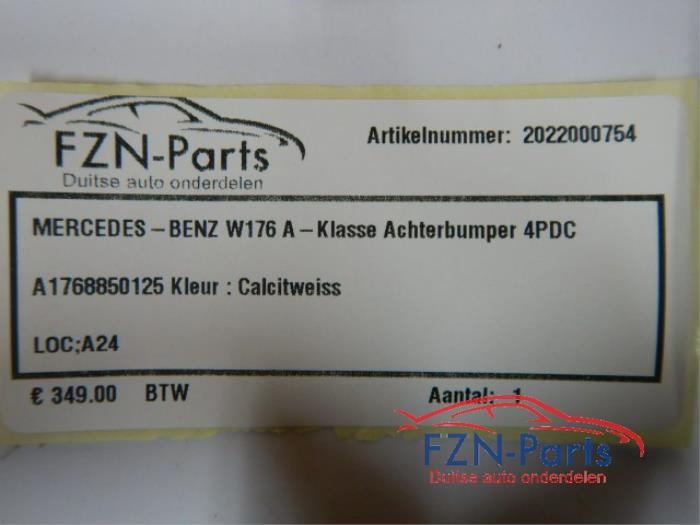 FZN-Parts
Duitse auto onderdelen
Artikelnummer: 2022000754
MERCEDES-BENZ W176 A-Klasse Achterbumper 4PDC
A1768850125 Kleur : Calcitweiss
LOC;A24
€ 349.00 BTW Aantal: 1
FZN-Parts
Duitse auto onderdelen